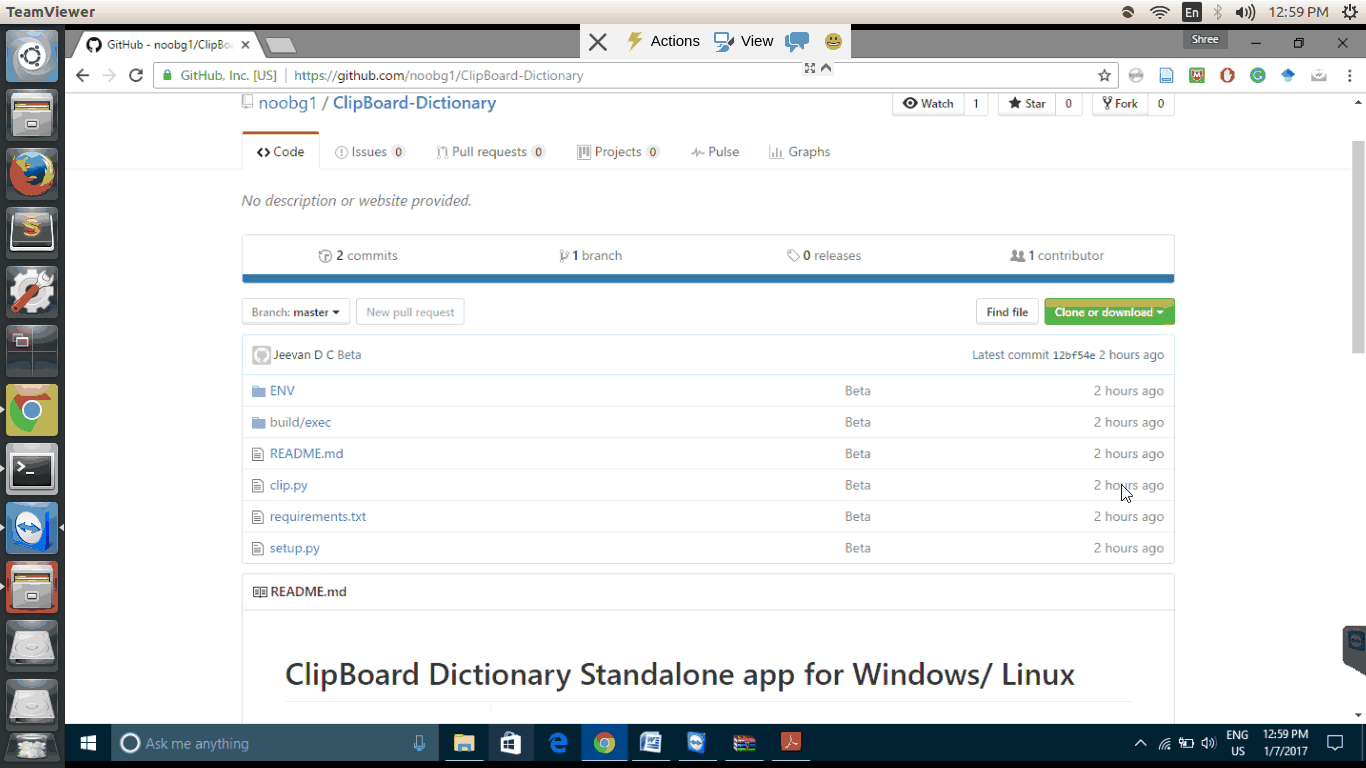 TeamViewer
En
12:59 PM
GitHub - noobg1/ClipBo
Actions
View
Shree
GitHub, Inc. [US]
https://github.com/noobg1/ClipBoard-Dictionary
noobg1 / ClipBoard-Dictionary
Watch 1
Star 0
Fork 0
Code
Issues 0
Pull requests 0
Projects 0
Pulse
Graphs
No description or website provided.
2 commits
1 branch
0 releases
1 contributor
Branch: master
New pull request
Find file
Clone or download
Jeevan D C Beta
Latest commit 12bf54e 2 hours ago
ENV Beta 2 hours ago
build/exec Beta 2 hours ago
README.md Beta 2 hours ago
clip.py Beta 2 hours ago
requirements.txt Beta 2 hours ago
setup.py Beta 2 hours ago
README.md
ClipBoard Dictionary Standalone app for Windows/ Linux
Ask me anything
ENG
US
12:59 PM
1/7/2017